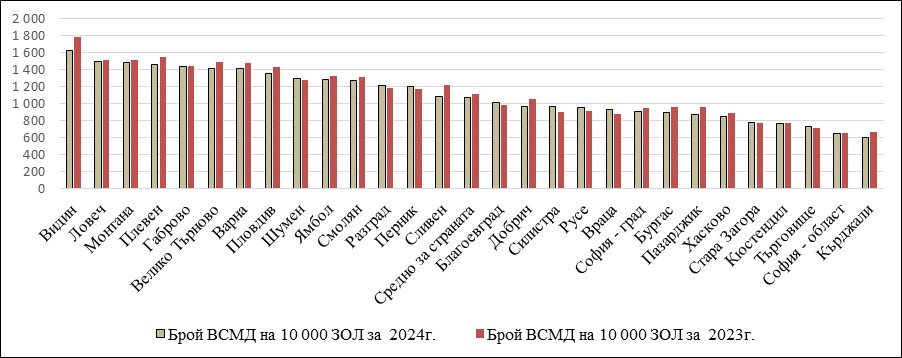 2 000
1 800
1 600
1 400
1 200
1 000
800
600
400
200
0
Видин
Ловеч
Монтана
Плевен
Габрово
Велико Търново
Варна
Пловдив
Шумен
Ямбол
Смолян
Разград
Перник
Сливен
Средно за страната
Благоевград
Добрич
Силистра
Русе
Враца
София - град
Бургас
Пазарджик
Хасково
Стара Загора
Кюстендил
Търговище
София - област
Кърджали
Брой ВСМД на 10 000 ЗОЛ за 2024г.
Брой ВСМД на 10 000 ЗОЛ за 2023г.